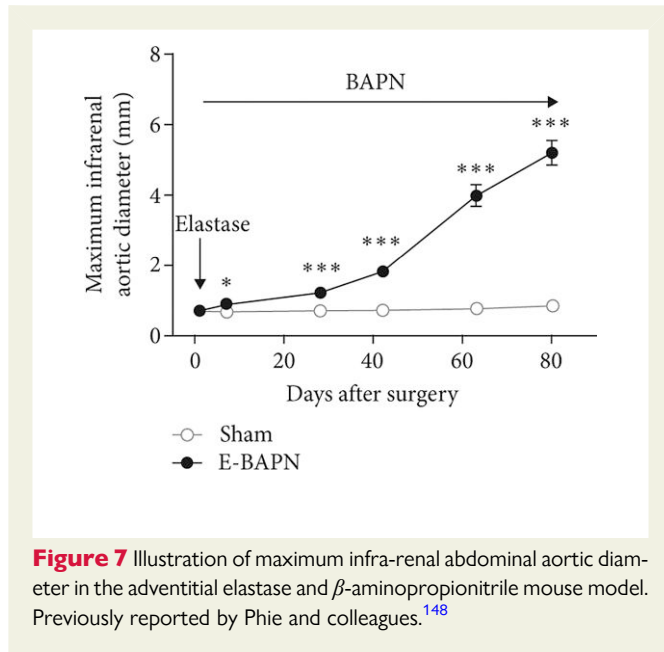 8
6
4
2
0
Maximum infrarenal
aortic diameter (mm)
BAPN
Elastase
*
***
***
***
***
0 20 40 60 80
Days after surgery
Sham
E-BAPN
Figure 7 Illustration of maximum infra-renal abdominal aortic diam-
eter in the adventitial elastase and β-aminopropionitrile mouse model.
Previously reported by Phie and colleagues.148